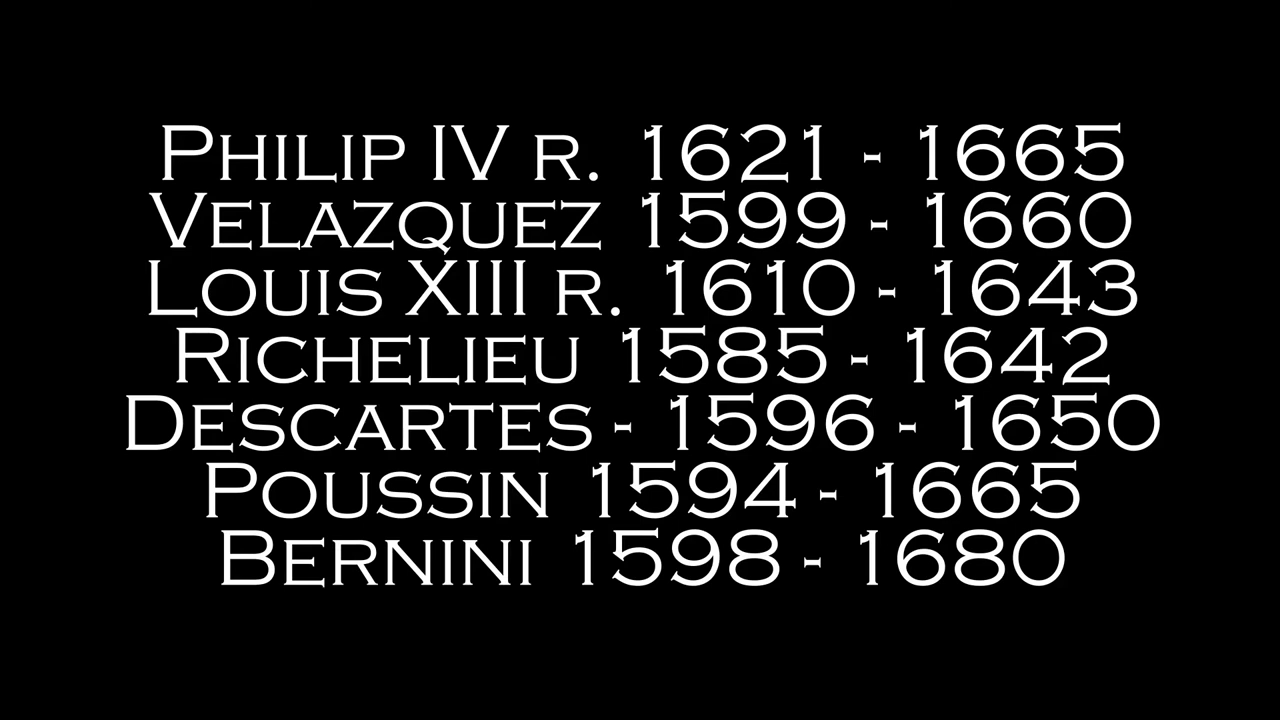 Philip IV r. 1621 - 1665
Velazquez 1599 - 1660
Louis XIII r. 1610 - 1643
Richelieu 1585 - 1642
Descartes - 1596 - 1650
Poussin 1594 - 1665
Bernini 1598 - 1680